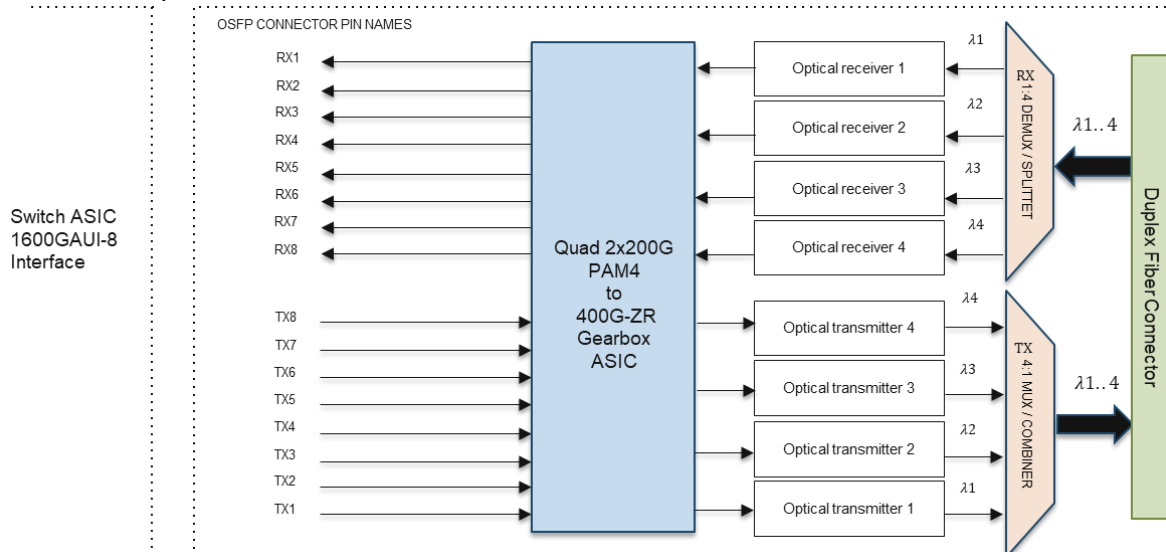 OSFP CONNECTOR PIN NAMES
RX1
RX2
RX3
RX4
RX5
RX6
RX7
RX8
TX8
TX7
TX6
TX5
TX4
TX3
TX2
TX1
Switch ASIC
1600GAUI-8
Interface
Quad 2x200G
PAM4
to
400G-ZR
Gearbox
ASIC
Optical receiver 1
Optical receiver 2
Optical receiver 3
Optical receiver 4
Optical transmitter 4
Optical transmitter 3
Optical transmitter 2
Optical transmitter 1
λ1
λ2
λ3
λ4
λ4
λ3
λ2
λ1
RX 1:4 DEMUX / SPLITTET
TX 4:1 MUX / COMBINER
λ1..4
λ1..4
Duplex Fiber Connector